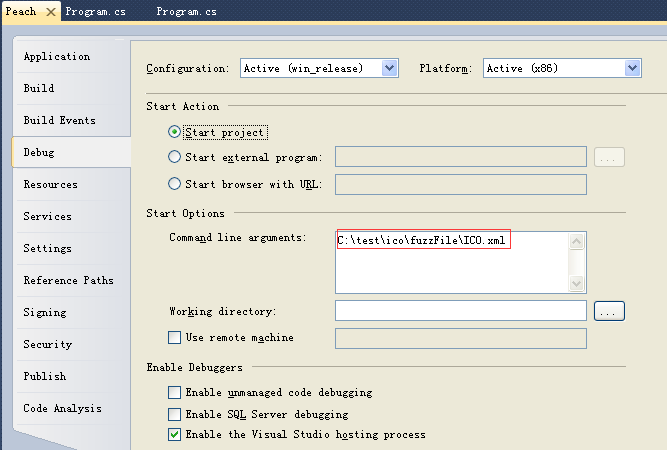 Peach Program.cs Program.cs
Application
Build
Build Events
Debug
Resources
Services
Settings
Reference Paths
Signing
Security
Publish
Code Analysis
Configuration: Active (win_release) Platform: Active (x86)
Start Action
Start project
Start external program: ...
Start browser with URL:
Start Options
Command line arguments: C:\test\ico\fuzzFile\ICO.xml
Working directory: ...
Use remote machine
Enable Debuggers
Enable unmanaged code debugging
Enable SQL Server debugging
Enable the Visual Studio hosting process